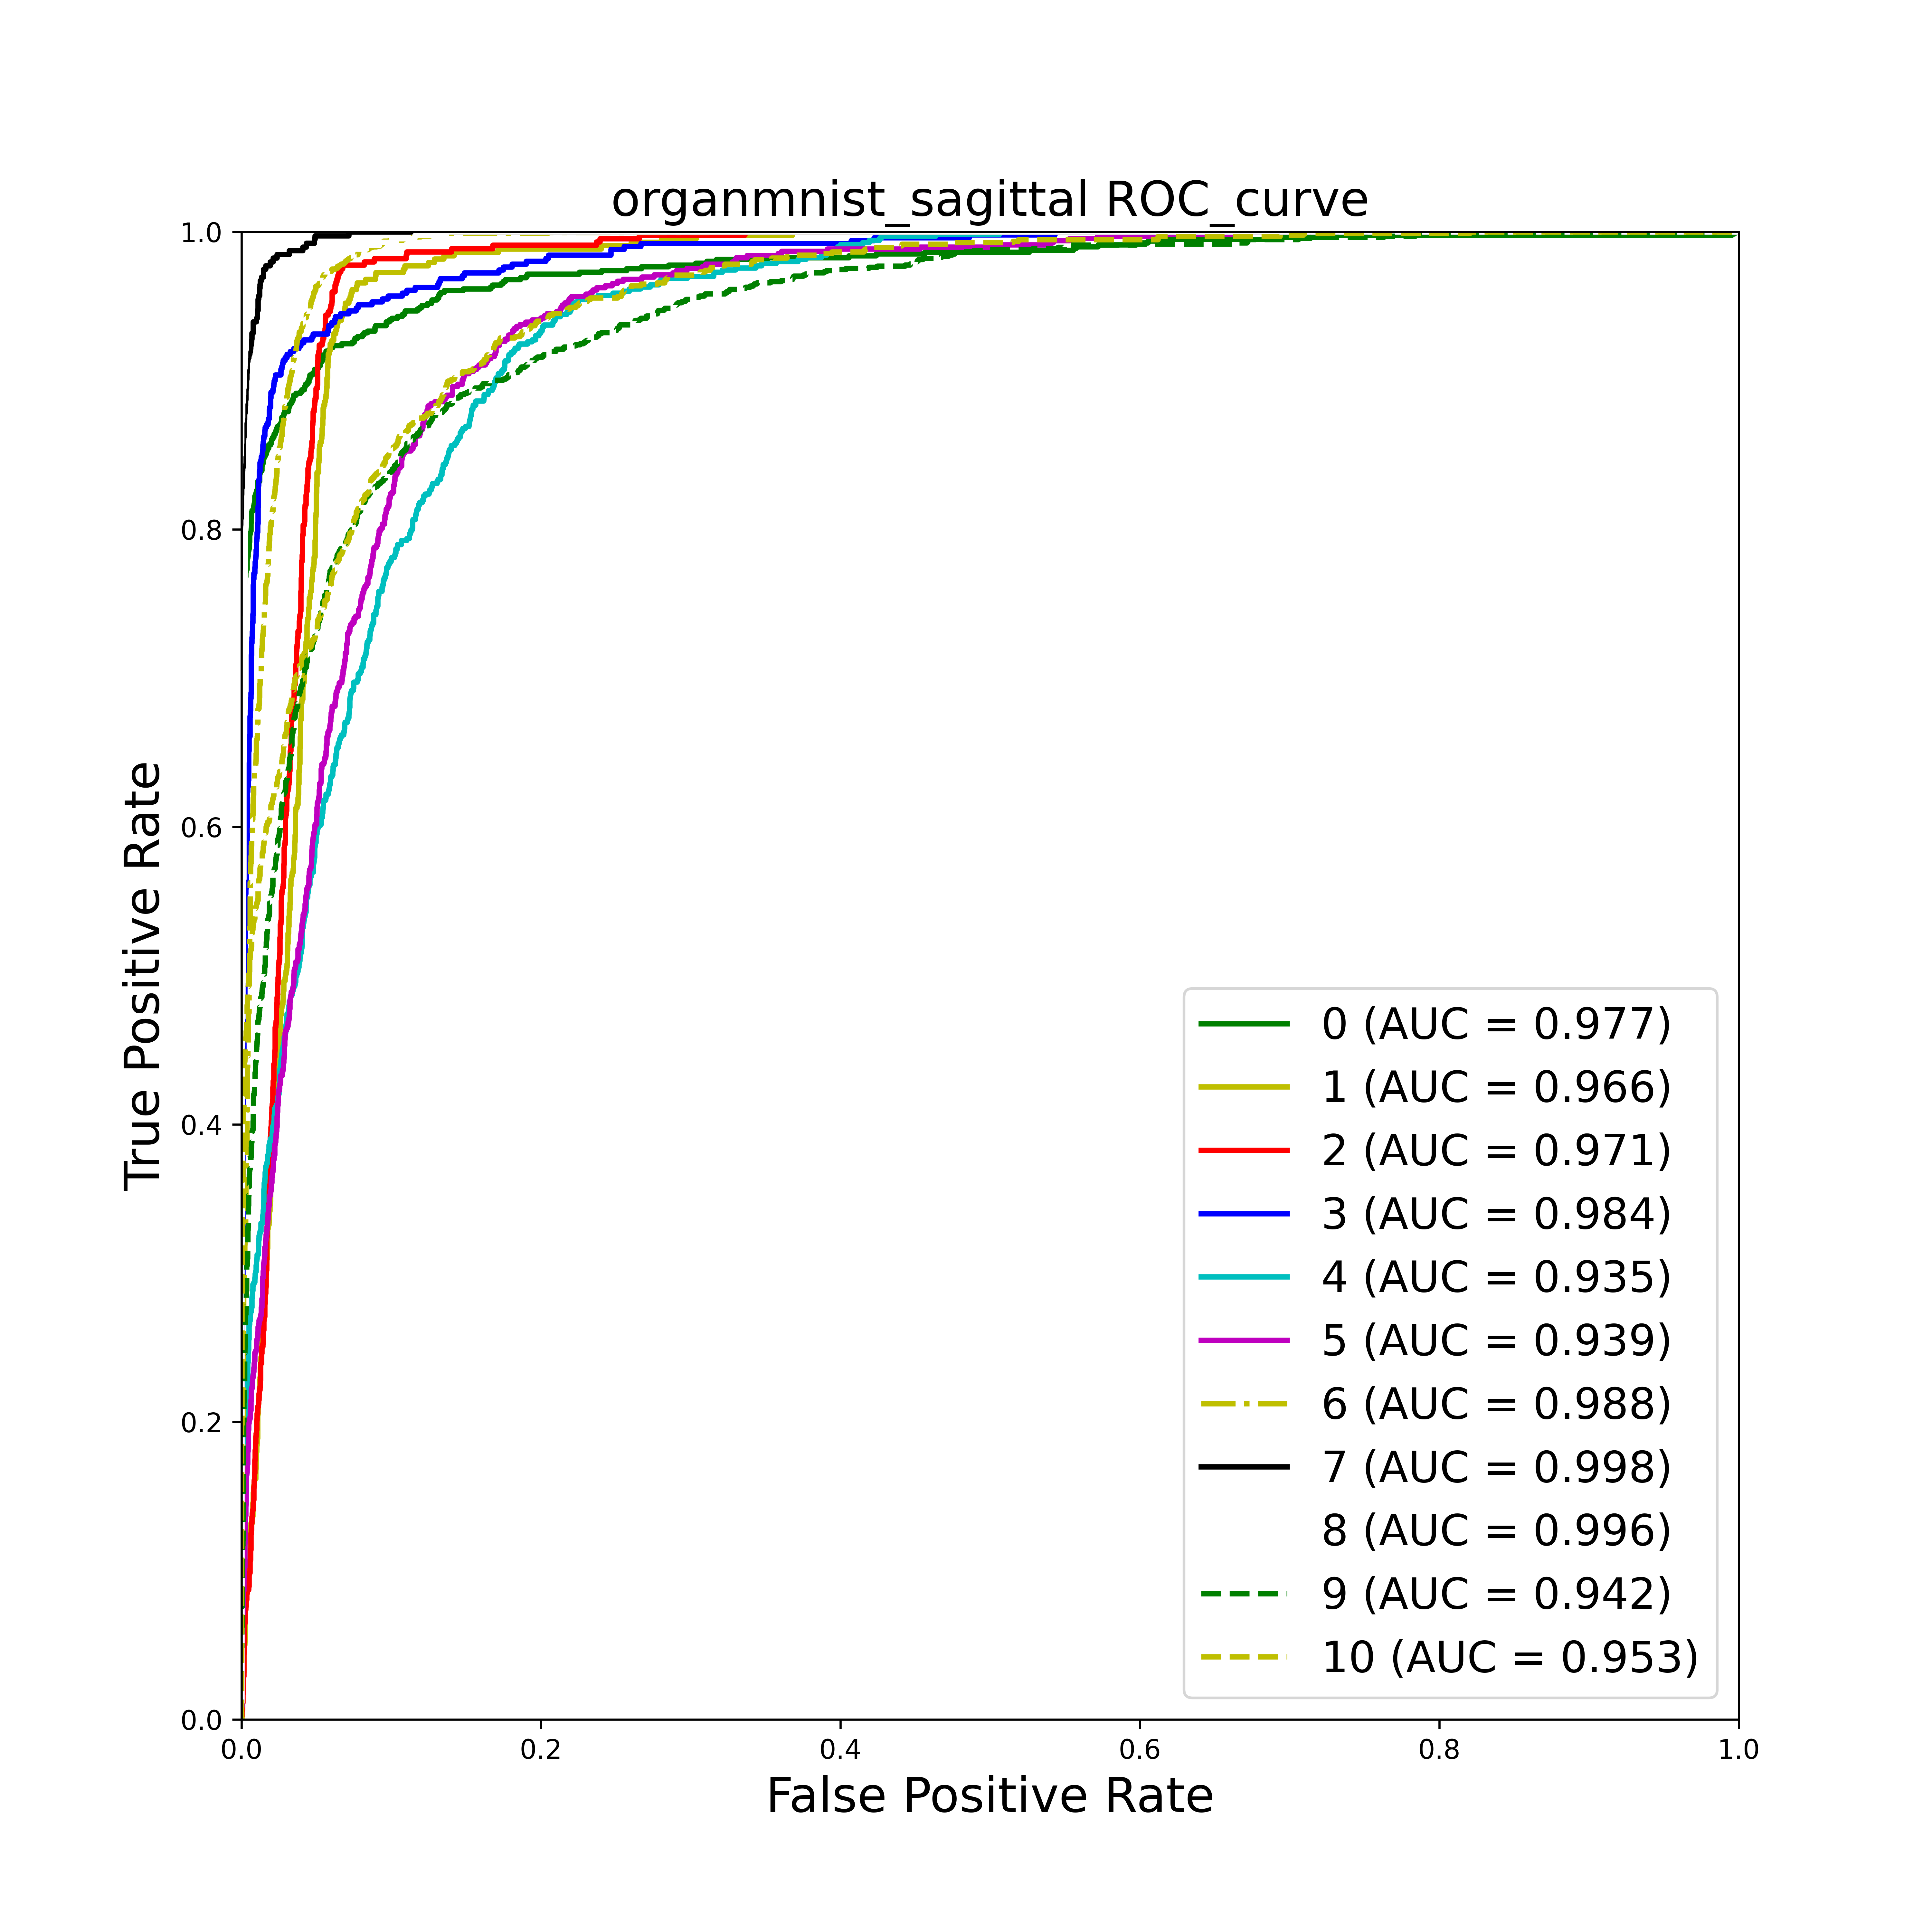 organmnist_sagittal ROC_curve
True Positive Rate
1.0
0.8
0.6
0.4
0.2
0.0
0.0 0.2 0.4 0.6 0.8 1.0
False Positive Rate
0 (AUC = 0.977)
1 (AUC = 0.966)
2 (AUC = 0.971)
3 (AUC = 0.984)
4 (AUC = 0.935)
5 (AUC = 0.939)
6 (AUC = 0.988)
7 (AUC = 0.998)
8 (AUC = 0.996)
9 (AUC = 0.942)
10 (AUC = 0.953)